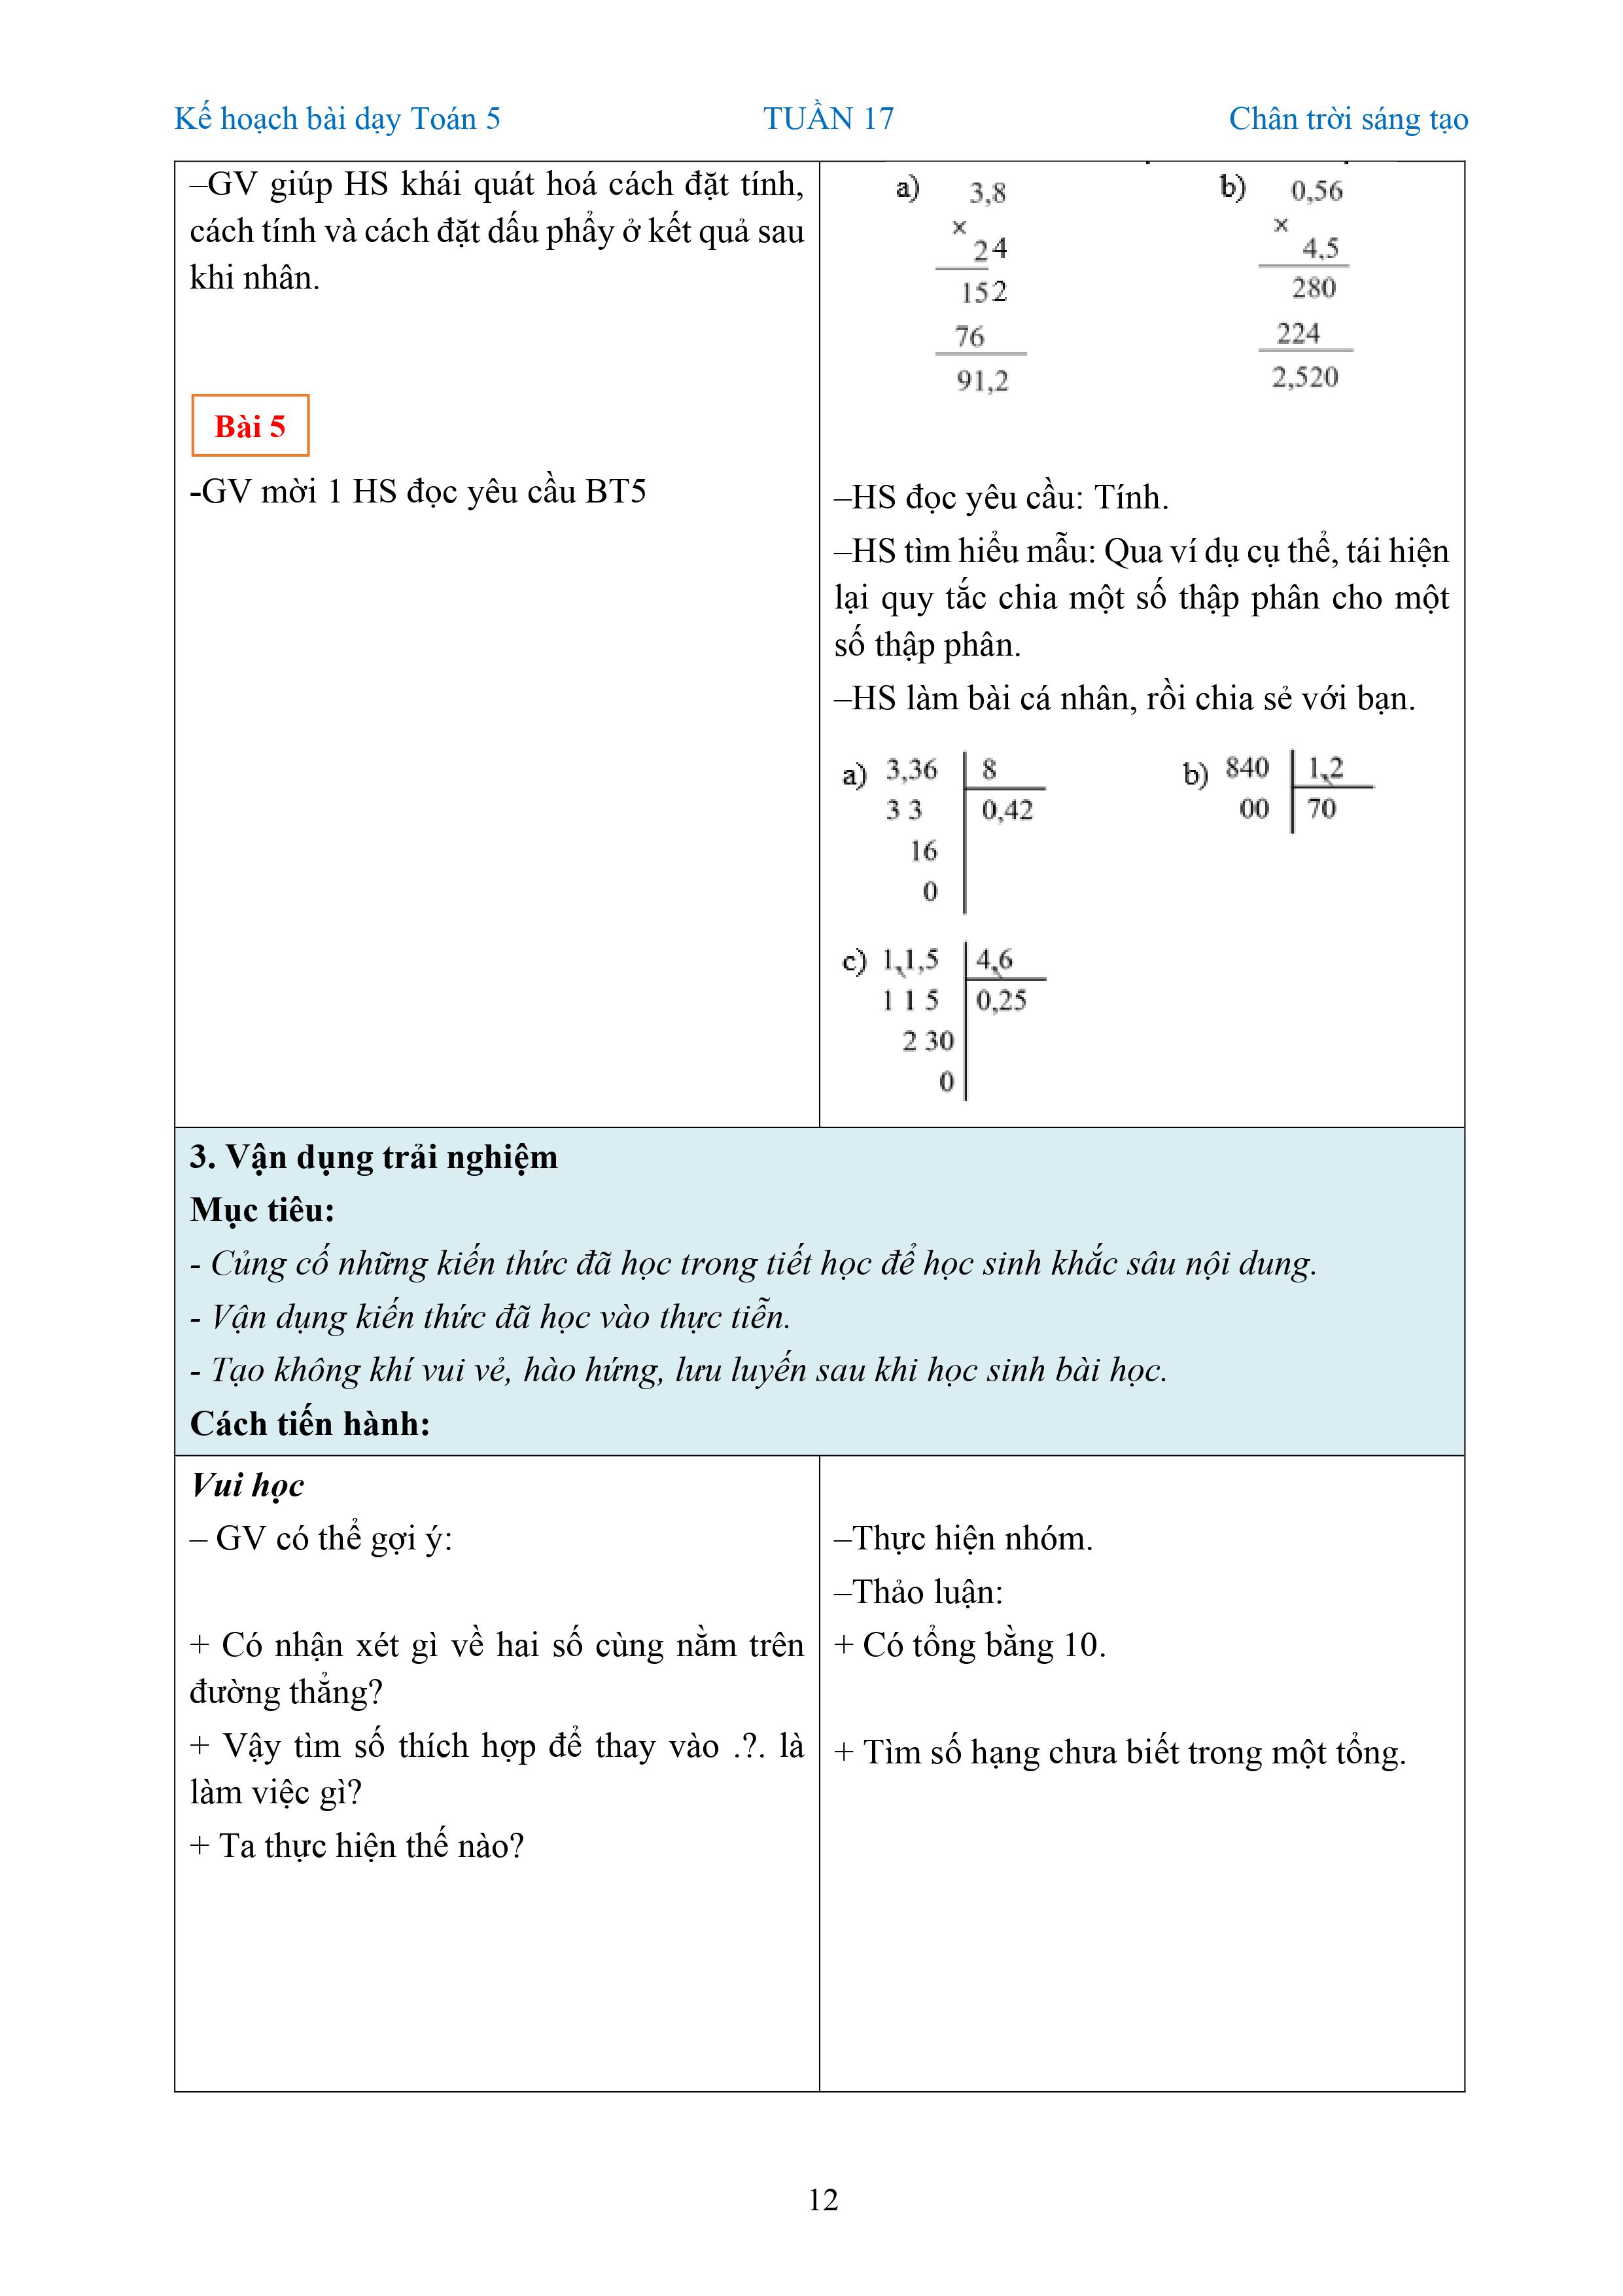 Kế hoạch bài dạy Toán 5 TUẦN 17 Chân trời sáng tạo
–GV giúp HS khái quát hoá cách đặt tính,
cách tính và cách đặt dấu phẩy ở kết quả sau
khi nhân.
Bài 5
-GV mời 1 HS đọc yêu cầu BT5
a) 3,8
×
24
152
76
91,2
b) 0,56
×
4,5
280
224
2,520
–HS đọc yêu cầu: Tính.
–HS tìm hiểu mẫu: Qua ví dụ cụ thể, tái hiện
lại quy tắc chia một số thập phân cho một
số thập phân.
–HS làm bài cá nhân, rồi chia sẻ với bạn.
a) 3,36 8
3 3 0,42
16
0
b) 840 1,2
00 70
c) 1,1,5 4,6
1 1 5 0,25
2 30
0
3. Vận dụng trải nghiệm
Mục tiêu:
- Củng cố những kiến thức đã học trong tiết học để học sinh khắc sâu nội dung.
- Vận dụng kiến thức đã học vào thực tiễn.
- Tạo không khí vui vẻ, hào hứng, lưu luyến sau khi học sinh bài học.
Cách tiến hành:
Vui học
– GV có thể gợi ý:
+ Có nhận xét gì về hai số cùng nằm trên
đường thẳng?
+ Vậy tìm số thích hợp để thay vào .?. là
làm việc gì?
+ Ta thực hiện thế nào?
–Thực hiện nhóm.
–Thảo luận:
+ Có tổng bằng 10.
+ Tìm số hạng chưa biết trong một tổng.
12